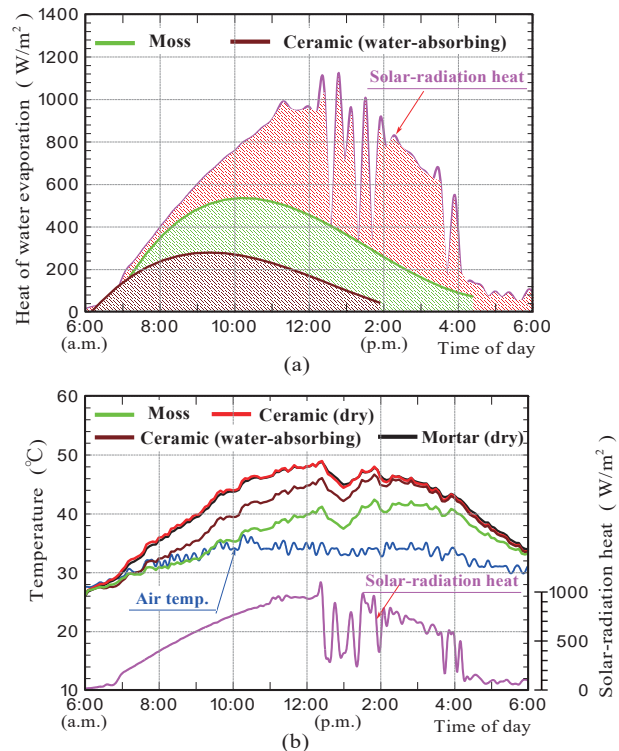 1400
1200
1000
800
600
400
200
0
Heat of water evaporation ( W/m²)
Moss
Ceramic (water-absorbing)
Solar-radiation heat
6:00 8:00 10:00 12:00 2:00 4:00 6:00
(a.m.) (p.m.) Time of day
(a)
60
50
40
30
20
10
Temperature (℃)
Moss
Ceramic (dry)
Ceramic (water-absorbing)
Mortar (dry)
Air temp.
Solar-radiation heat
1000
500
0
Solar-radiation heat ( W/m²)
6:00 8:00 10:00 12:00 2:00 4:00 6:00
(a.m.) (p.m.) Time of day
(b)